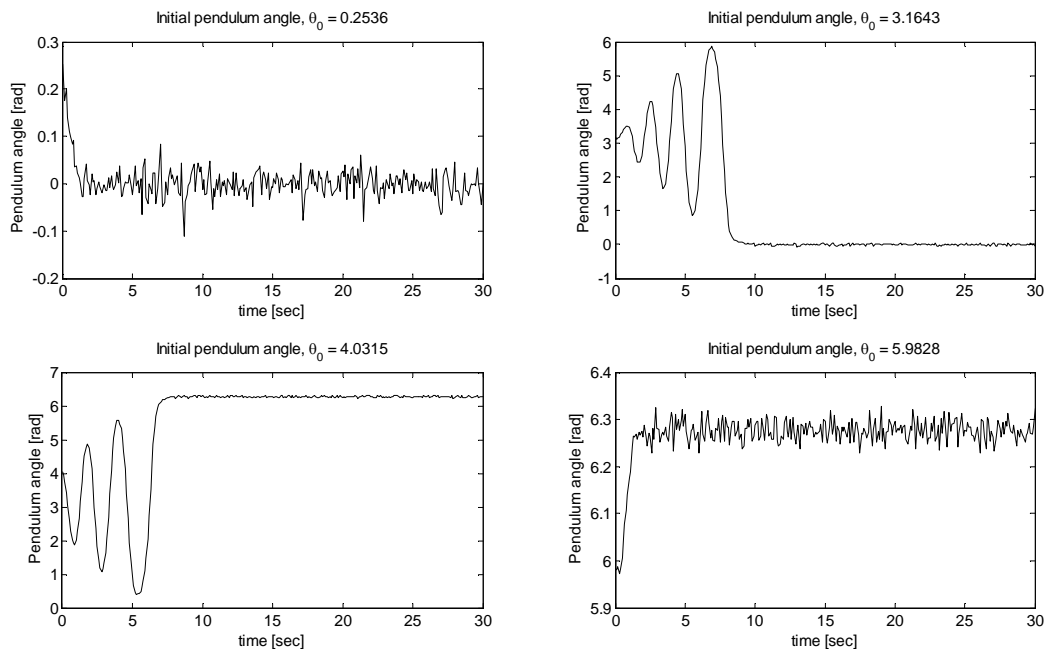 Initial pendulum angle, θ0 = 0.2536
Pendulum angle [rad]
0.3
0.2
0.1
0
-0.1
-0.2
0 5 10 15 20 25 30
time [sec]
Initial pendulum angle, θ0 = 3.1643
Pendulum angle [rad]
6
5
4
3
2
1
0
-1
0 5 10 15 20 25 30
time [sec]
Initial pendulum angle, θ0 = 4.0315
Pendulum angle [rad]
7
6
5
4
3
2
1
0
0 5 10 15 20 25 30
time [sec]
Initial pendulum angle, θ0 = 5.9828
Pendulum angle [rad]
6.4
6.3
6.2
6.1
6
5.9
0 5 10 15 20 25 30
time [sec]